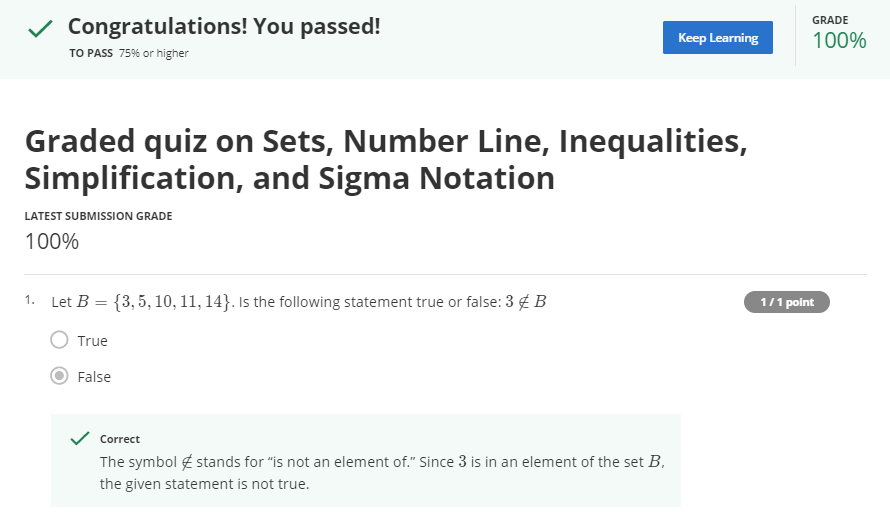 Congratulations! You passed!
TO PASS 75% or higher
Keep Learning
GRADE
100%
Graded quiz on Sets, Number Line, Inequalities,
Simplification, and Sigma Notation
LATEST SUBMISSION GRADE
100%
1. Let B = {3, 5, 10, 11, 14}. Is the following statement true or false: 3 ∉ B
1 / 1 point
True
False
Correct
The symbol ∉ stands for “is not an element of.” Since 3 is in an element of the set B,
the given statement is not true.